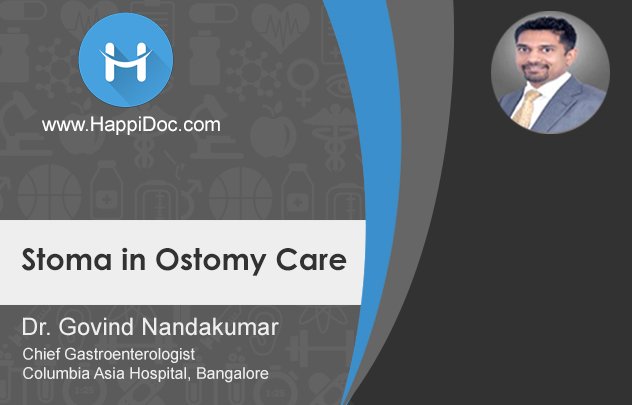 H
www.HappiDoc.com
Stoma in Ostomy Care
Dr. Govind Nandakumar
Chief Gastroenterologist
Columbia Asia Hospital, Bangalore